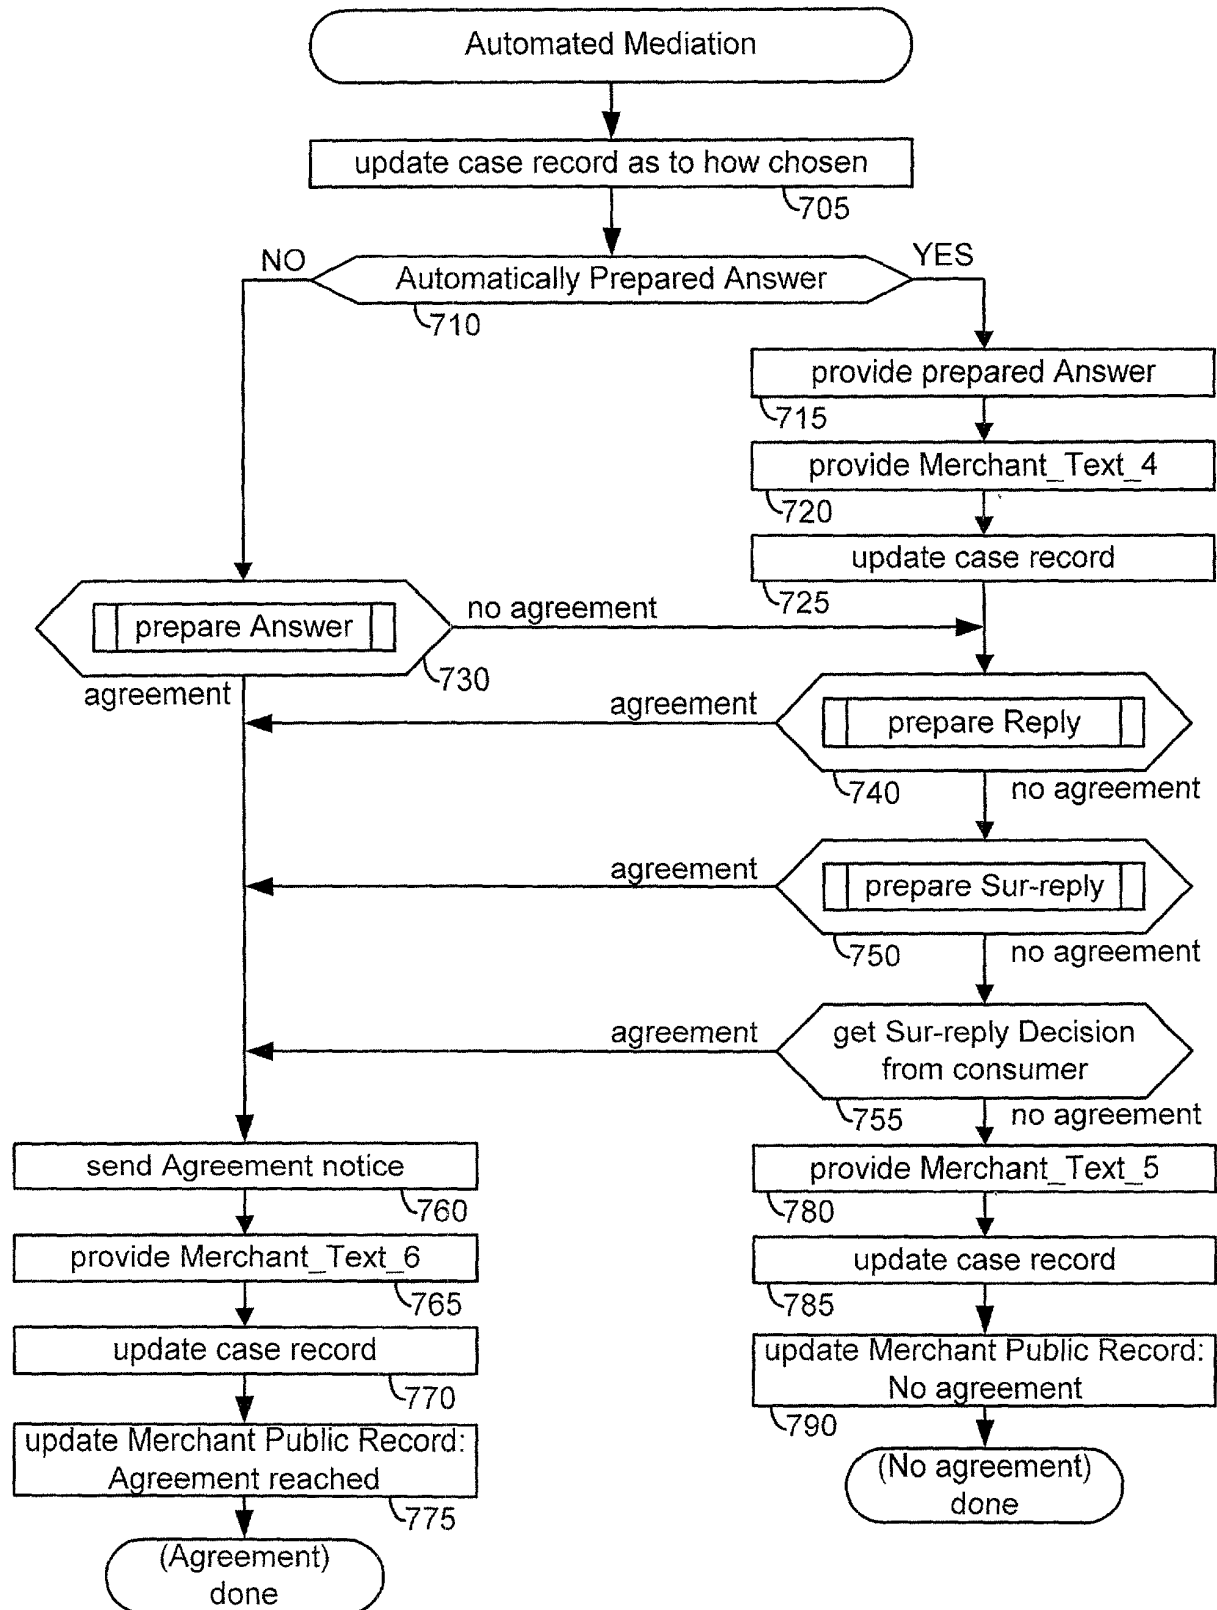 Automated Mediation
update case record as to how chosen
705
NO
YES
Automatically Prepared Answer
710
provide prepared Answer
715
provide Merchant_Text_4
720
update case record
725
prepare Answer
no agreement
730
agreement
agreement
prepare Reply
740
no agreement
agreement
prepare Sur-reply
750
no agreement
agreement
get Sur-reply Decision
from consumer
755
no agreement
send Agreement notice
760
provide Merchant_Text_5
780
provide Merchant_Text_6
765
update case record
785
update case record
770
update Merchant Public Record:
No agreement
790
update Merchant Public Record:
Agreement reached
775
(No agreement)
done
(Agreement)
done